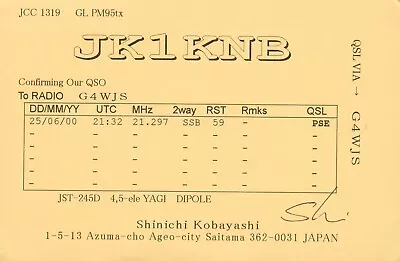 JCC 1319 GL PM95tx
JK1KNB
Confirming Our QSO
To RADIO G4WJS
DD/MM/YY UTC MHz 2way RST Rmks QSL
25/06/00 21:32 21.297 SSB 59 - PSE
- - - - - - -
- - - - - - -
- - - - - - -
- - - - - - -
JST-245D 4,5-ele YAGI DIPOLE
Shinichi Kobayashi
1-5-13 Azuma-cho Ageo-city Saitama 362-0031 JAPAN
QSL VIA → G4WJS